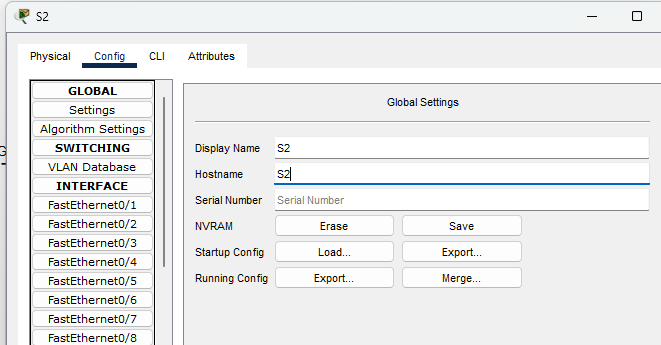 S2
Physical Config CLI Attributes
GLOBAL
Settings
Algorithm Settings
SWITCHING
VLAN Database
INTERFACE
FastEthernet0/1
FastEthernet0/2
FastEthernet0/3
FastEthernet0/4
FastEthernet0/5
FastEthernet0/6
FastEthernet0/7
FastEthernet0/8
Global Settings
Display Name S2
Hostname S2
Serial Number Serial Number
NVRAM Erase Save
Startup Config Load... Export...
Running Config Export... Merge...